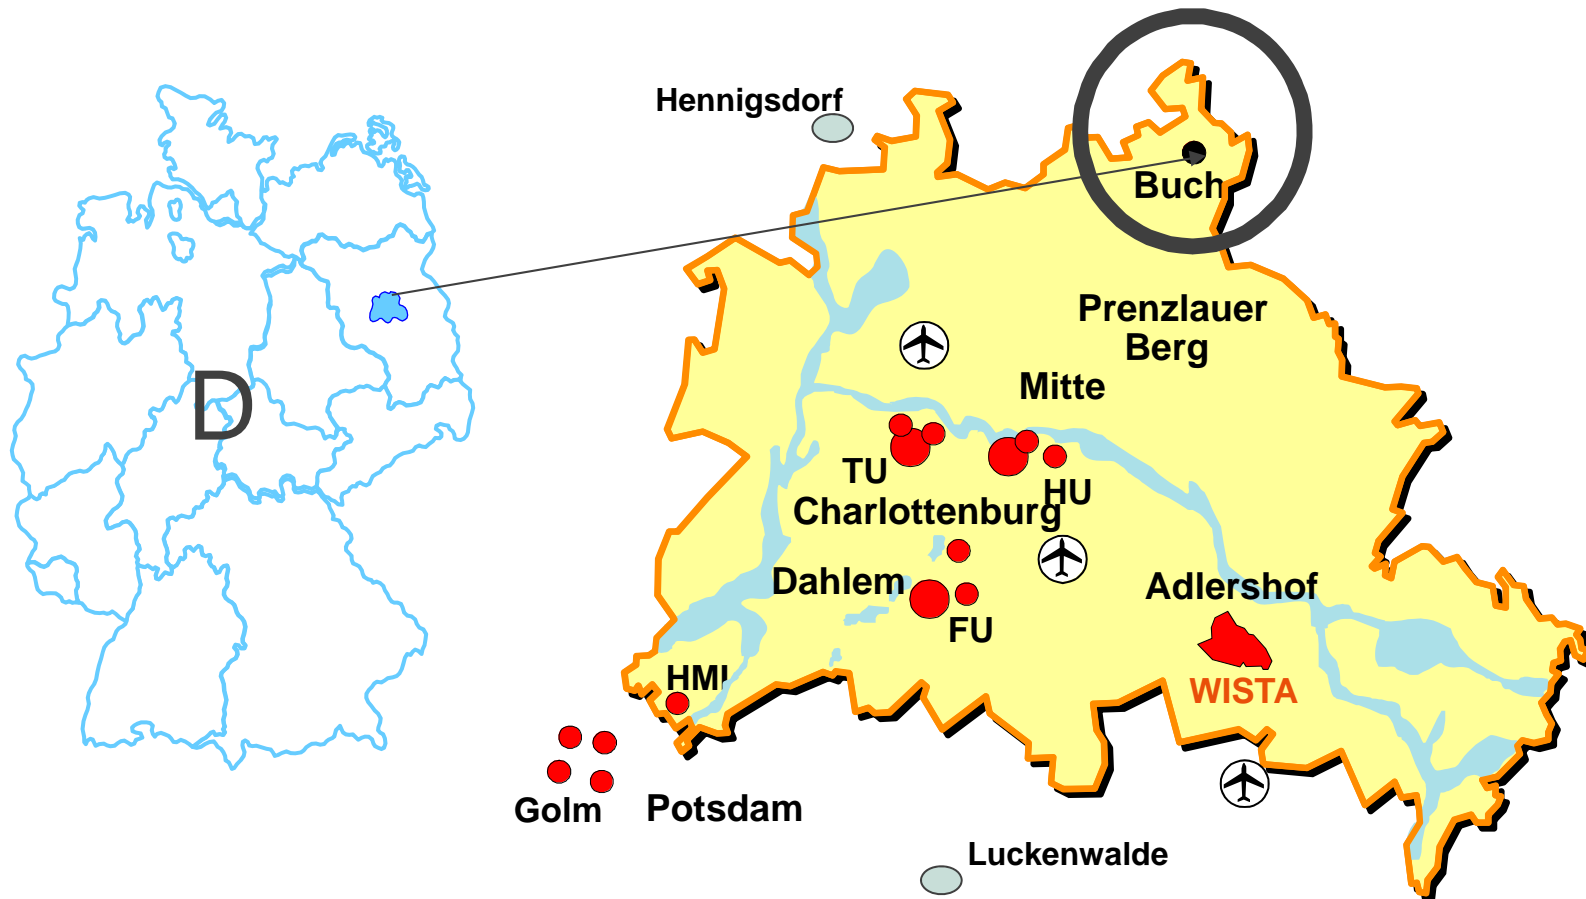 Hennigsdorf
Buch
Prenzlauer
Berg
Mitte
D
TU
HU
Charlottenburg
Dahlem
Adlershof
FU
HMI
WISTA
Golm
Potsdam
Luckenwalde